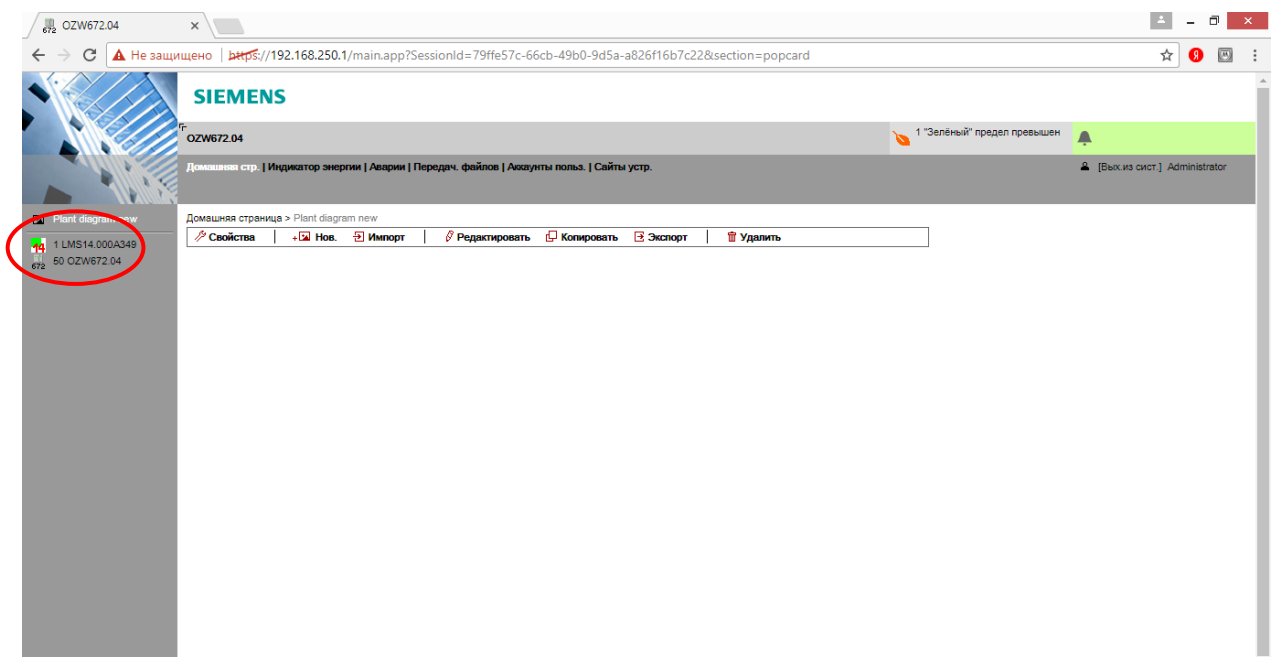 672 OZW672.04
Не защищено https://192.168.250.1/main.app?SessionId=79ffe57c-66cb-49b0-9d5a-a826f16b7c22&section=popcard
SIEMENS
OZW672.04
1 "Зелёный" предел превышен
Домашняя стр. | Индикатор энергии | Аварии | Передач. файлов | Аккаунты польз. | Сайты устр.
[Вых.из сист.] Administrator
Plant diagram new
14 1 LMS14.000A349
672 50 OZW672.04
Домашняя страница > Plant diagram new
Свойства | Нов. Импорт | Редактировать Копировать Экспорт | Удалить